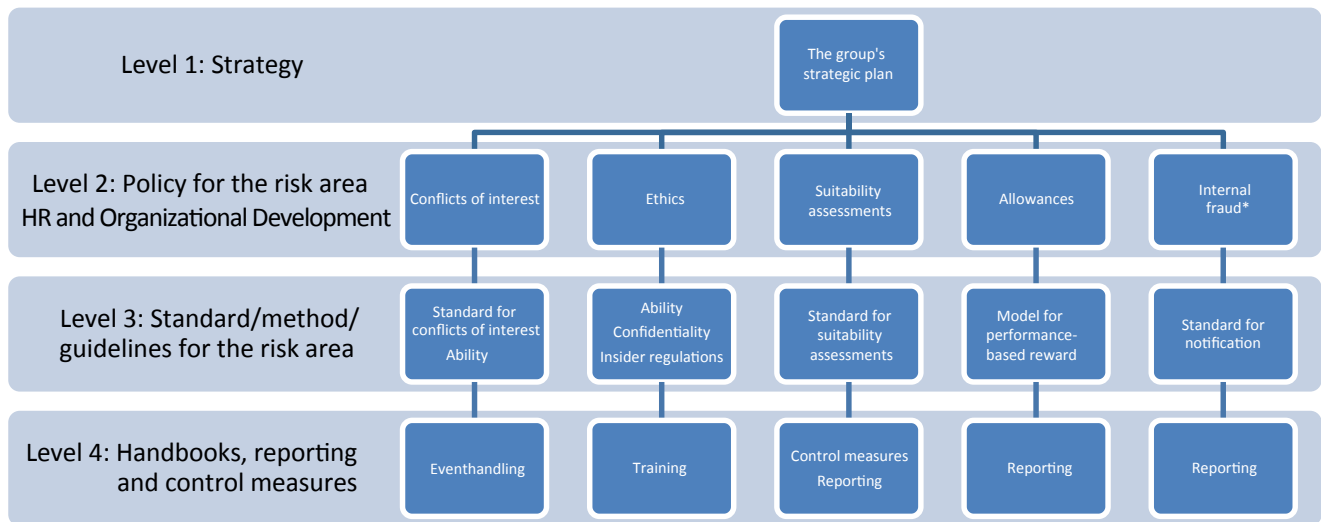 Level 1: Strategy
The group's
strategic plan
Level 2: Policy for the risk area
HR and Organizational Development
Conflicts of interest
Ethics
Suitability
assessments
Allowances
Internal
fraud*
Level 3: Standard/method/
guidelines for the risk area
Standard for
conflicts of interest
Ability
Ability
Confidentiality
Insider regulations
Standard for
suitability
assessments
Model for
performance-
based reward
Standard for
notification
Level 4: Handbooks, reporting
and control measures
Eventhandling
Training
Control measures
Reporting
Reporting
Reporting